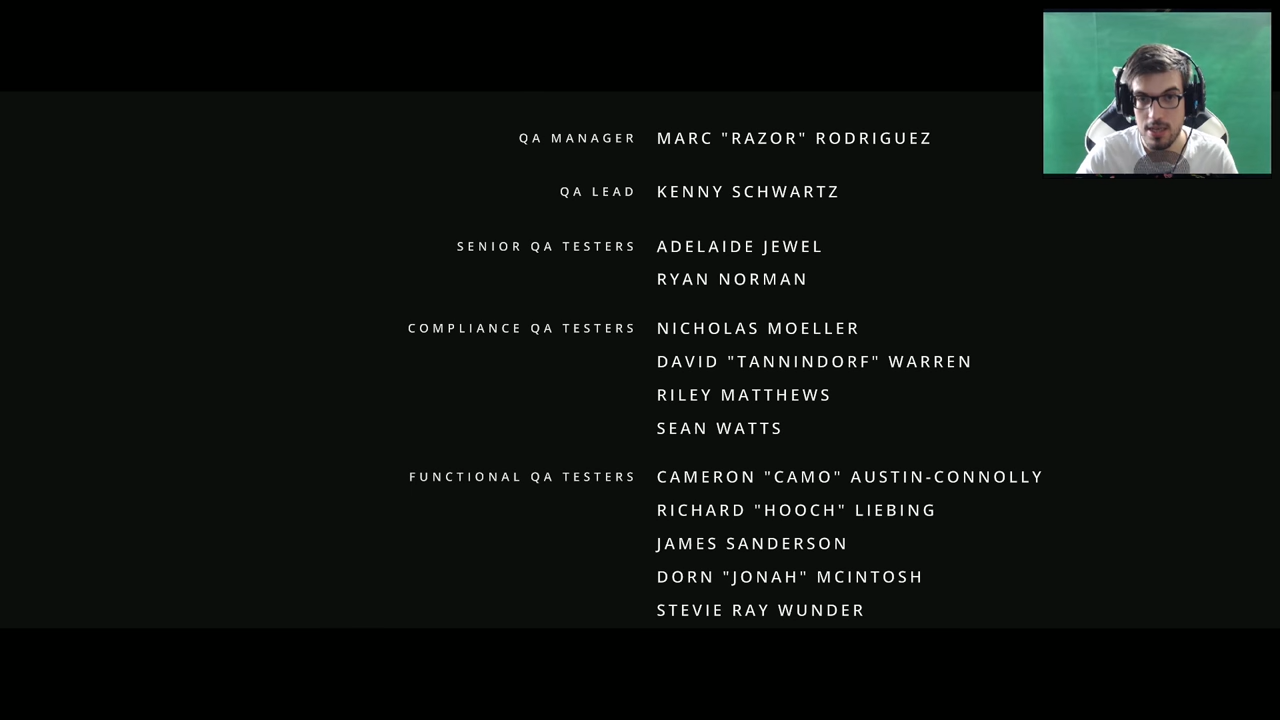 QA MANAGER MARC "RAZOR" RODRIGUEZ
QA LEAD KENNY SCHWARTZ
SENIOR QA TESTERS ADELAIDE JEWEL
RYAN NORMAN
COMPLIANCE QA TESTERS NICHOLAS MOELLER
DAVID "TANNINDORF" WARREN
RILEY MATTHEWS
SEAN WATTS
FUNCTIONAL QA TESTERS CAMERON "CAMO" AUSTIN-CONNOLLY
RICHARD "HOOCH" LIEBING
JAMES SANDERSON
DORN "JONAH" MCINTOSH
STEVIE RAY WUNDER